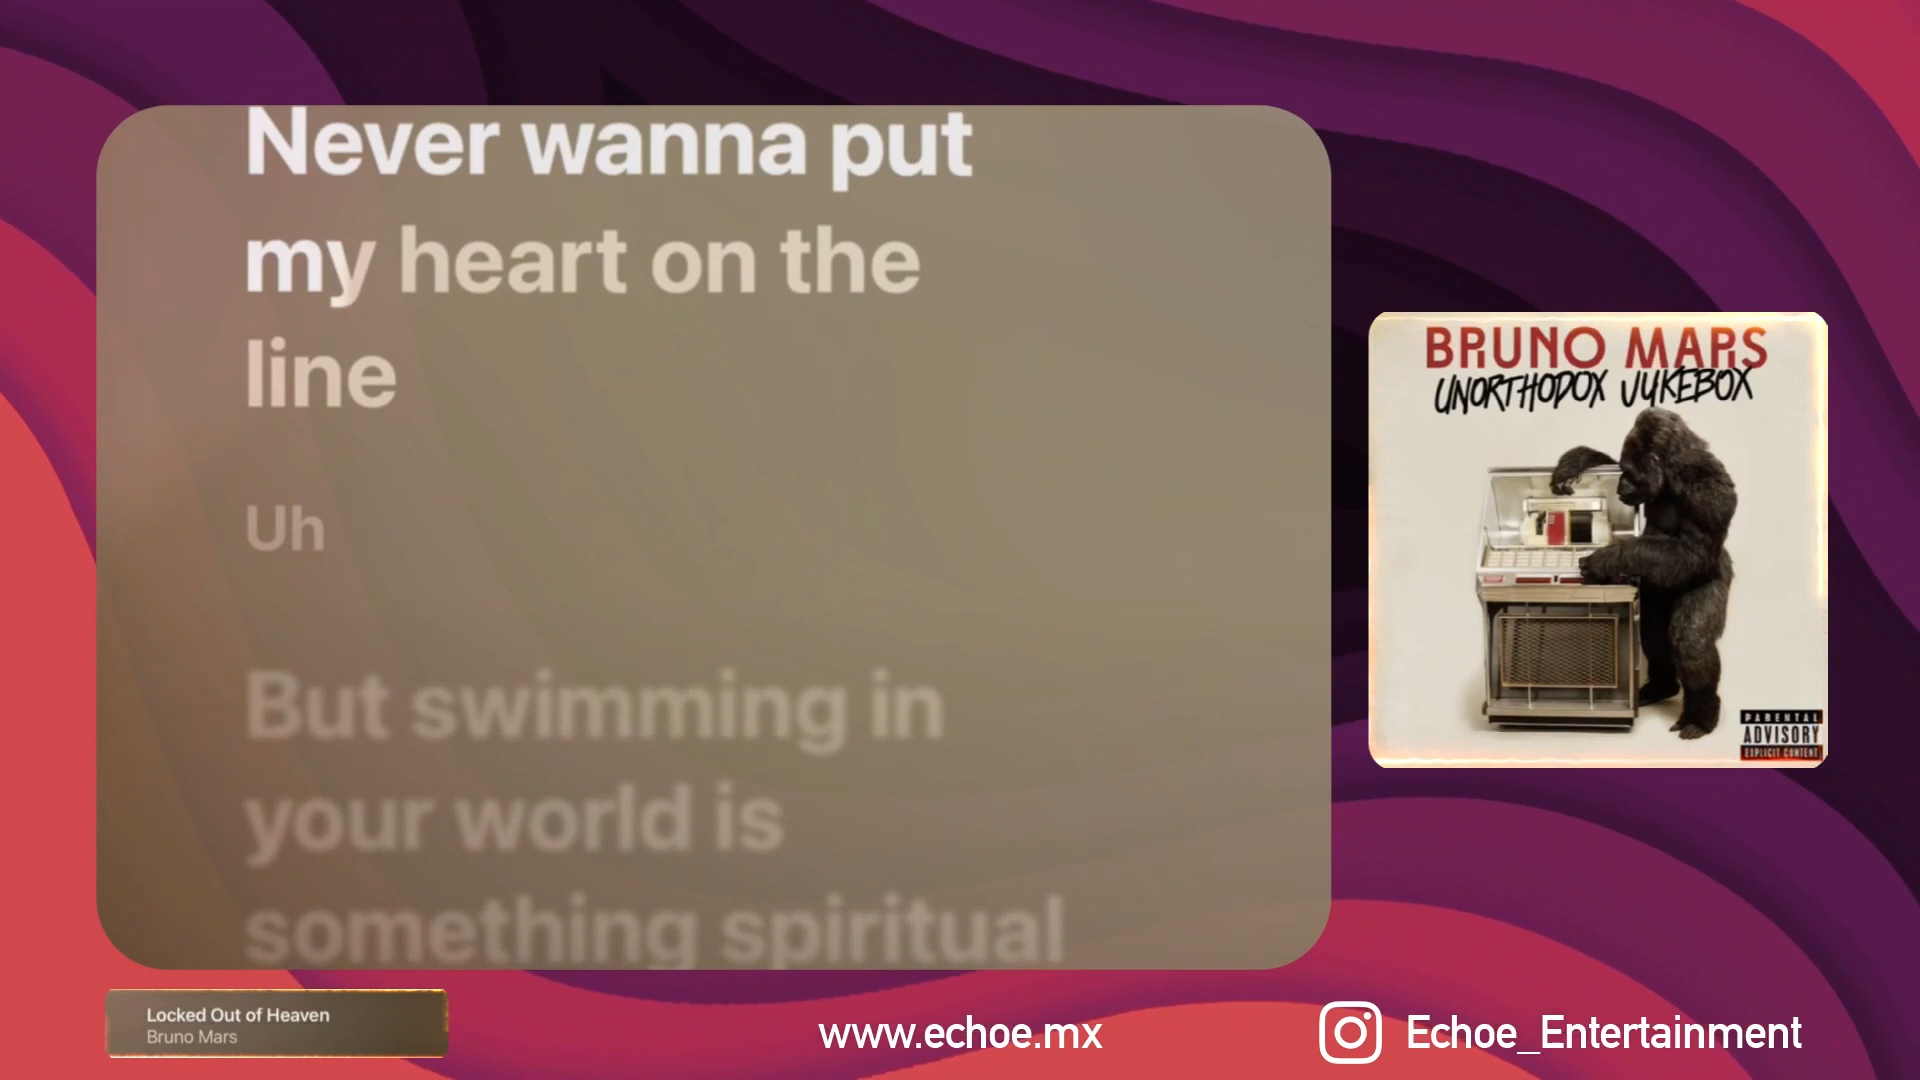 Never wanna put
my heart on the
line
Uh
But swimming in
your world is
something spiritual
BRUNO MARS
UNORTHODOX JUKEBOX
PARENTAL
ADVISORY
EXPLICIT CONTENT
Locked Out of Heaven
Bruno Mars
www.echoe.mx
Echoe_Entertainment